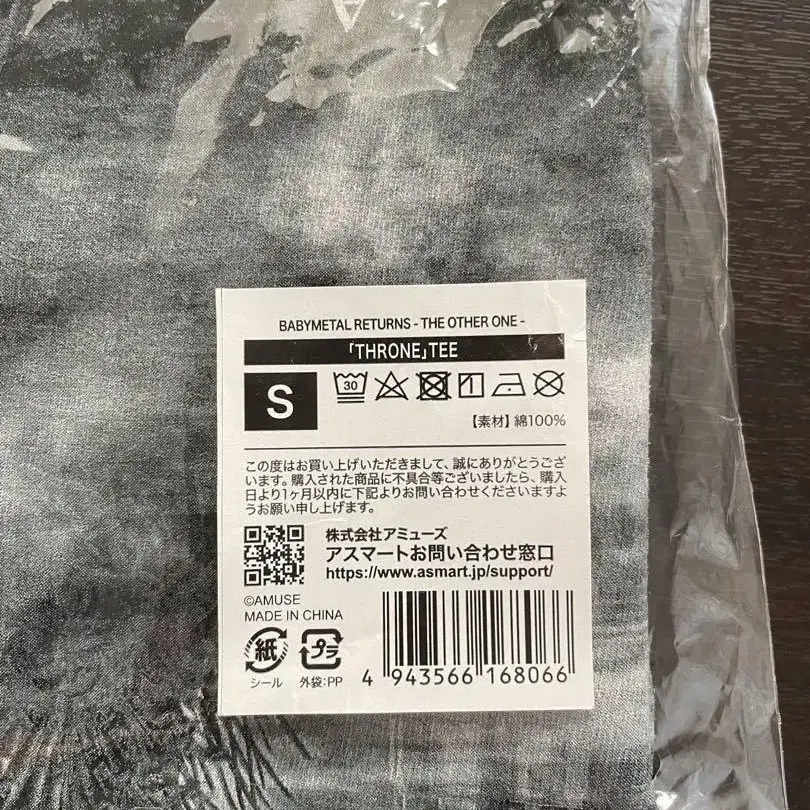 BABYMETAL RETURNS - THE OTHER ONE -
「THRONE」TEE
S
30
【素材】綿100%
この度はお買い上げいただきまして、誠にありがとうござ
います。購入された商品に不具合等ございましたら、購入
日より1ヶ月以内に下記よりお問い合わせくださいますよ
うお願い申し上げます。
株式会社アミューズ
アスマートお問い合わせ窓口
https://www.asmart.jp/support/
©AMUSE
MADE IN CHINA
紙
シール
プラ
外袋:PP
4 943566 168066